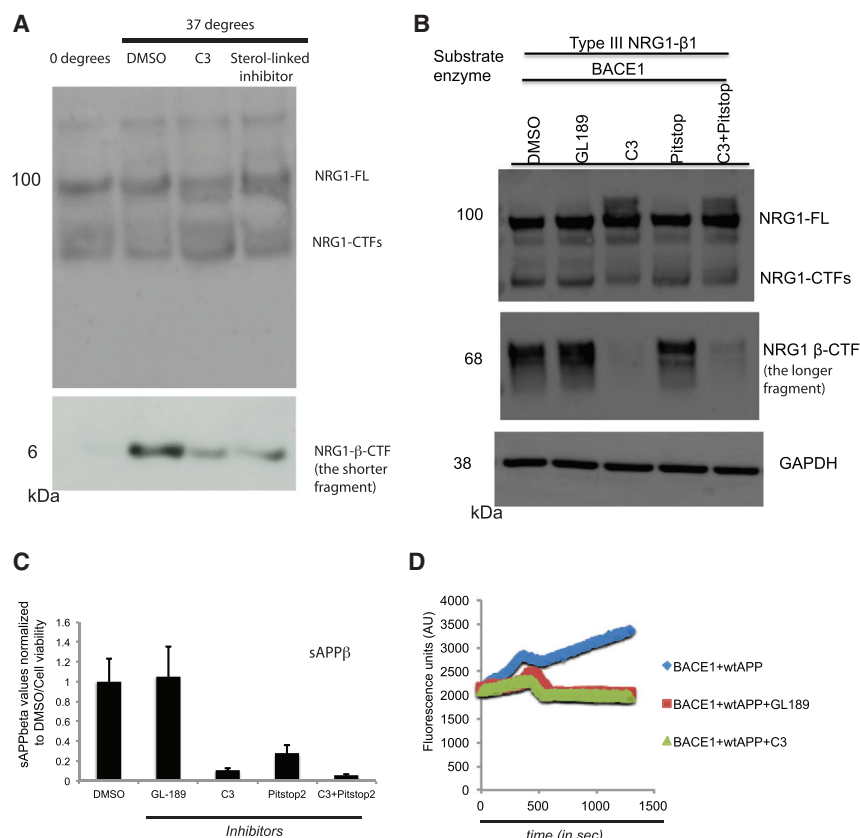 A
37 degrees
0 degrees DMSO C3 Sterol-linked
inhibitor
100
NRG1-FL
NRG1-CTFs
6
NRG1-β-CTF
(the shorter
fragment)
kDa
B
Substrate
enzyme
Type III NRG1-β1
BACE1
DMSO
GL189
C3
Pitstop
C3+Pitstop
100
NRG1-FL
NRG1-CTFs
68
NRG1 β-CTF
(the longer
fragment)
38
GAPDH
kDa
C
sAPPbeta values normalized
to DMSO/Cell viability
1.6
1.4
1.2
1
0.8
0.6
0.4
0.2
0
sAPPβ
DMSO GL-189 C3 Pitstop2 C3+Pitstop2
Inhibitors
D
Fluorescence units (AU)
4000
3500
3000
2500
2000
1500
1000
500
0
0 500 1000 1500
time (in sec)
BACE1+wtAPP
BACE1+wtAPP+GL189
BACE1+wtAPP+C3